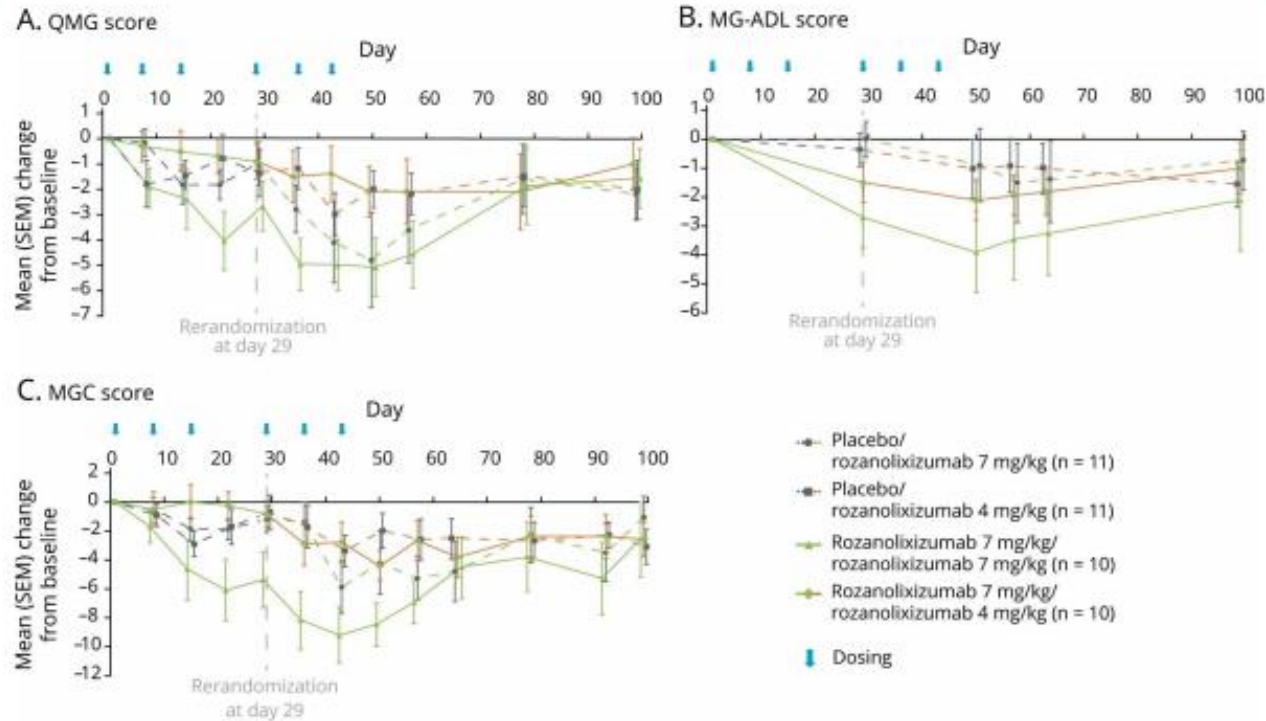 A. QMG score
Day
0 10 20 30 40 50 60 70 80 90 100
1
0
–1
–2
–3
–4
–5
–6
–7
Mean (SEM) change
from baseline
Rerandomization
at day 29
B. MG-ADL score
Day
0 10 20 30 40 50 60 70 80 90 100
1
0
–1
–2
–3
–4
–5
–6
Rerandomization
at day 29
C. MGC score
Day
0 10 20 30 40 50 60 70 80 90 100
2
0
–2
–4
–6
–8
–10
–12
Mean (SEM) change
from baseline
Rerandomization
at day 29
Placebo/
rozanolixizumab 7 mg/kg (n = 11)
Placebo/
rozanolixizumab 4 mg/kg (n = 11)
Rozanolixizumab 7 mg/kg/
rozanolixizumab 7 mg/kg (n = 10)
Rozanolixizumab 7 mg/kg/
rozanolixizumab 4 mg/kg (n = 10)
Dosing